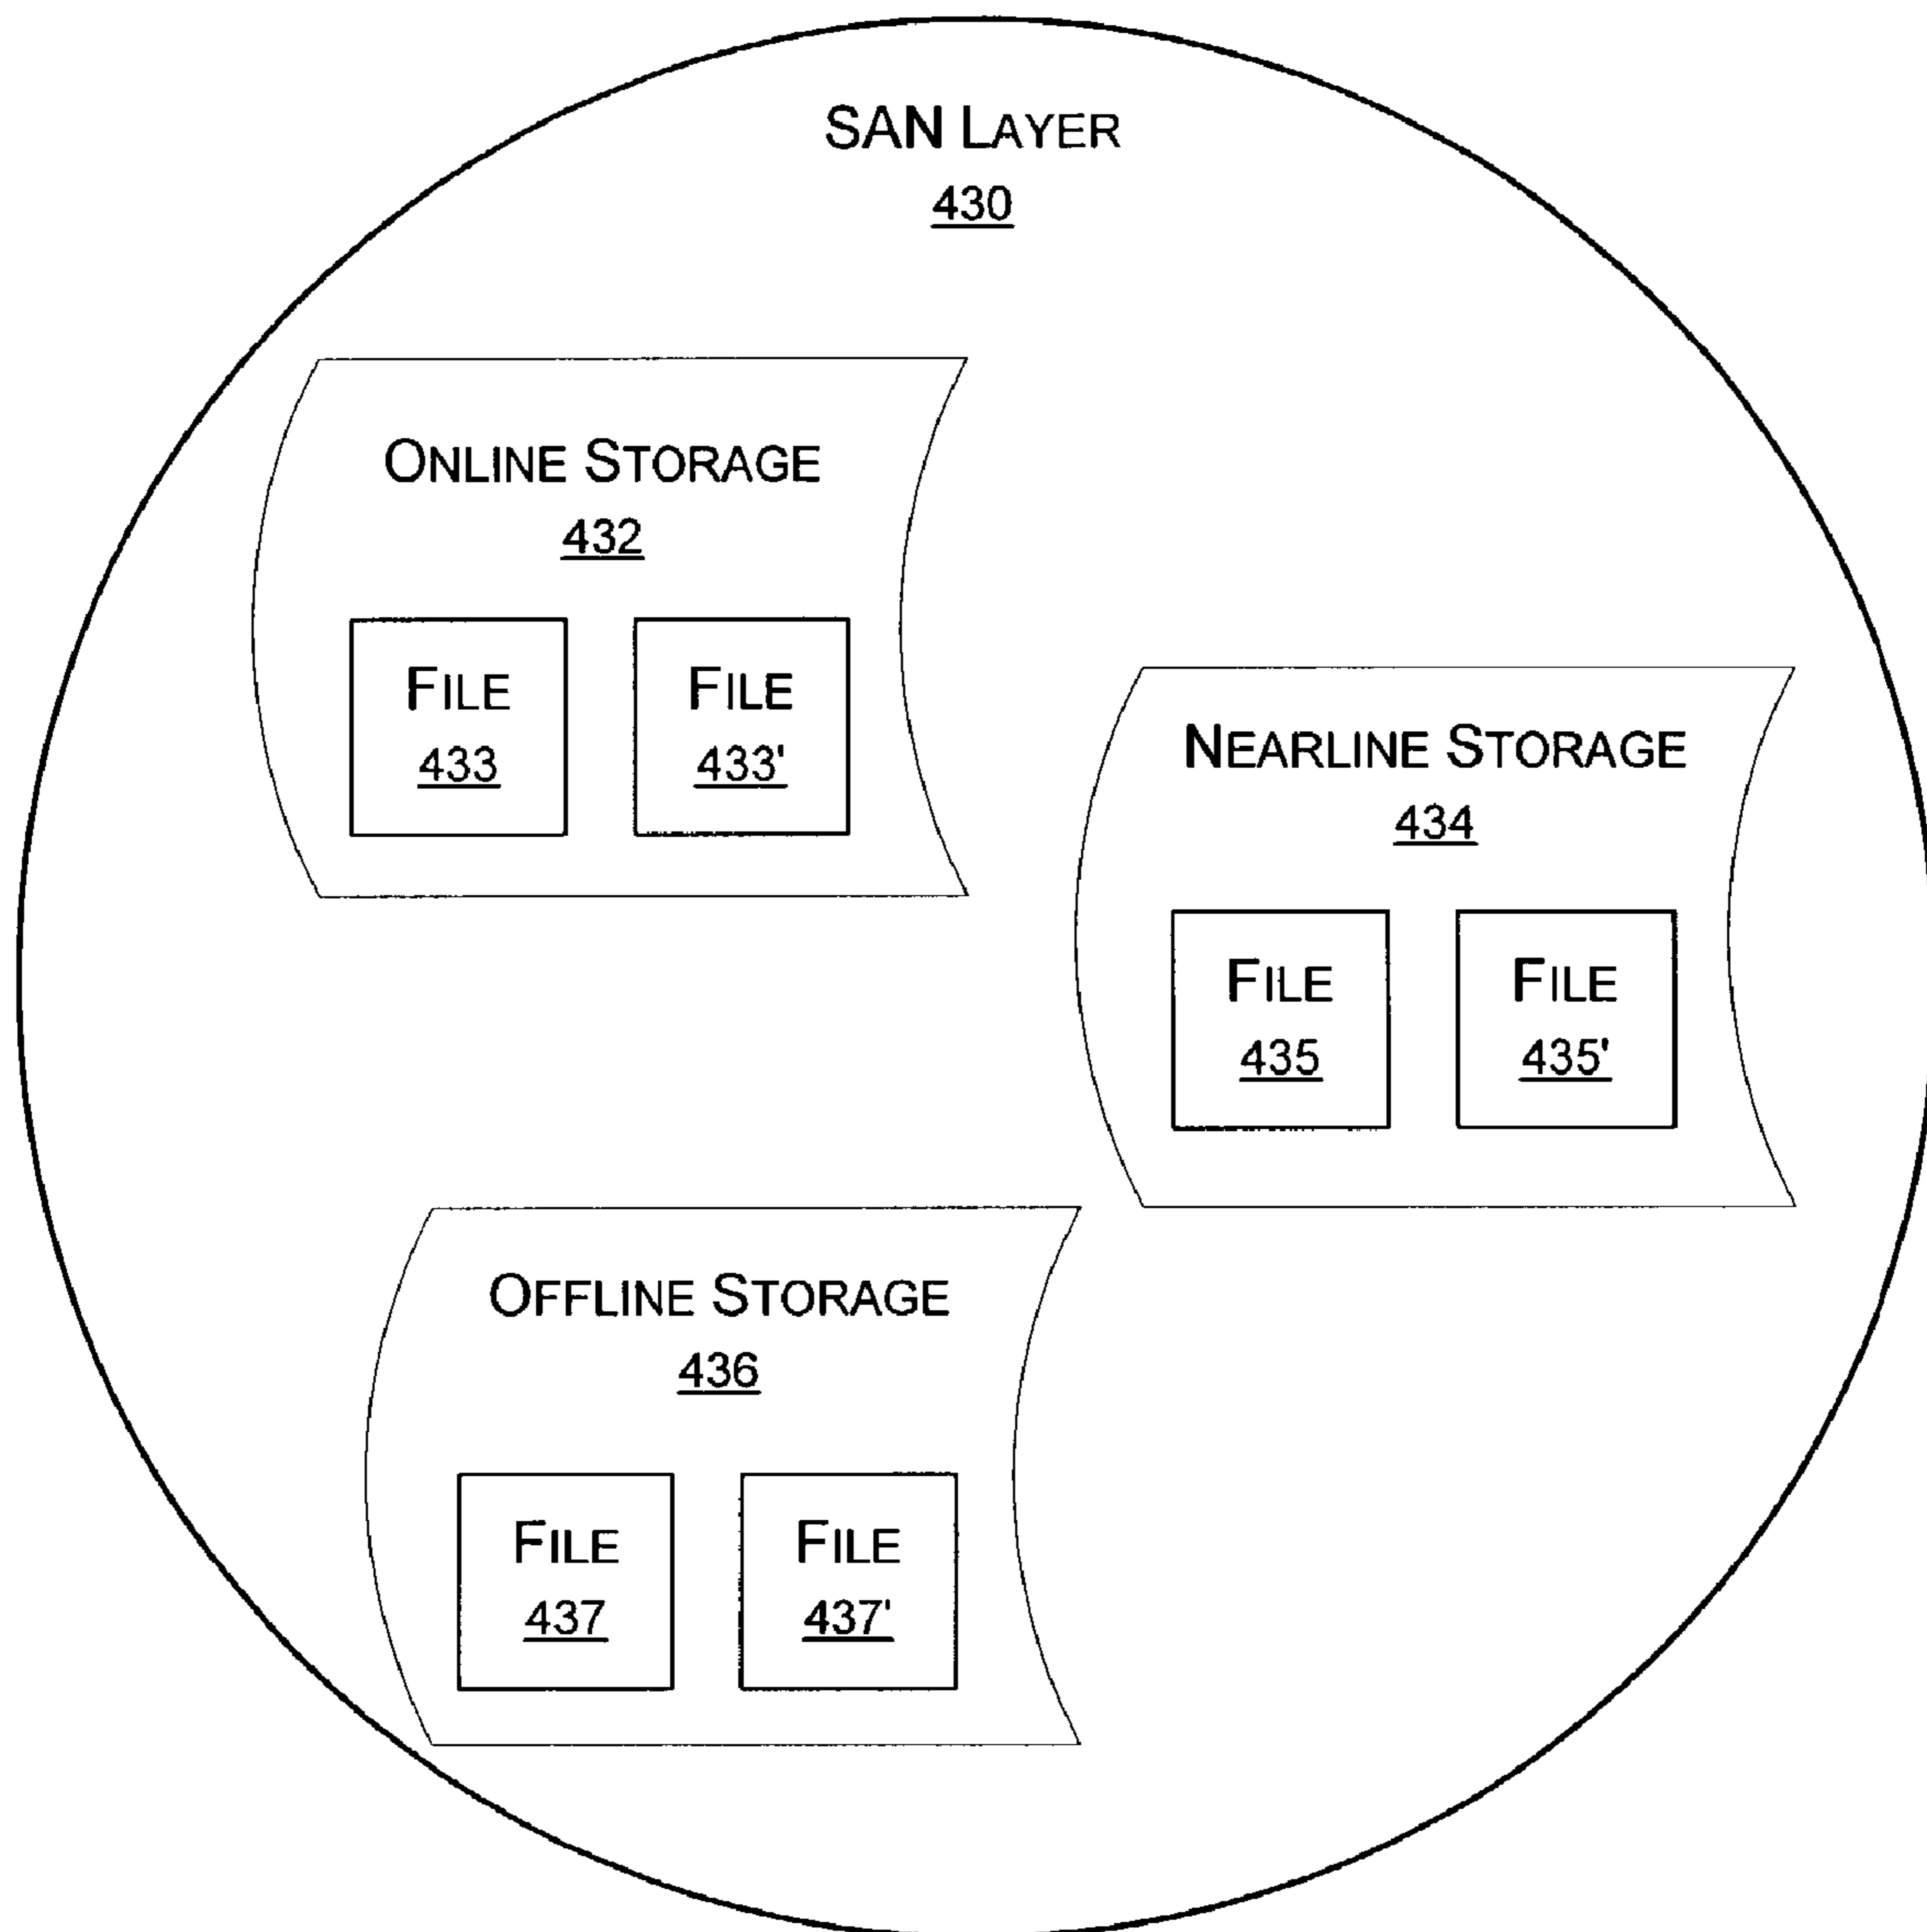 SAN LAYER
430
ONLINE STORAGE
432
FILE
433
FILE
433'
NEARLINE STORAGE
434
FILE
435
FILE
435'
OFFLINE STORAGE
436
FILE
437
FILE
437'